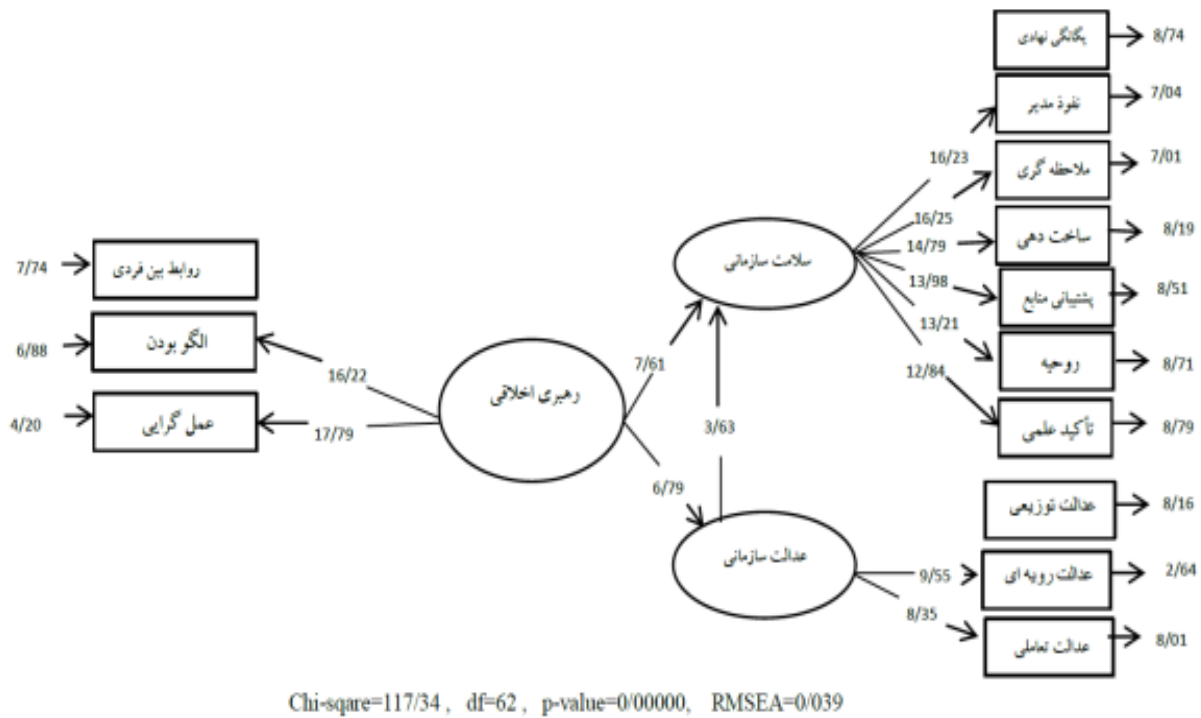 یگانگی نهادی
8/74
نفوذ مدیر
7/04
16/23
ملاحظه گری
7/01
16/25
ساخت دهی
8/19
14/79
سلامت سازمانی
پشتیبانی منابع
8/51
13/98
روحیه
8/71
13/21
تأکید علمی
8/79
12/84
روابط بین فردی
7/74
الگو بودن
6/88
16/22
عمل گرایی
4/20
17/79
رهبری اخلاقی
7/61
3/63
6/79
عدالت سازمانی
عدالت توزیعی
8/16
عدالت رویه ای
2/64
9/55
عدالت تعاملی
8/01
8/35
Chi-sqare=117/34 , df=62 , p-value=0/00000, RMSEA=0/039